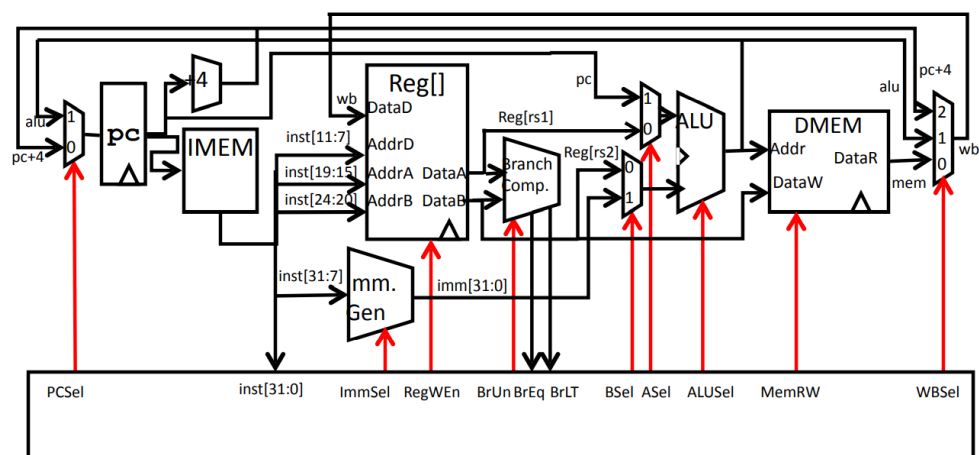 wb
Reg[]
DataD
AddrD
AddrA
AddrB
DataA
DataB
+4
alu
pc+4
1
0
pc
IMEM
inst[11:7]
inst[19:15]
inst[24:20]
inst[31:7]
mm.
Gen
imm[31:0]
Branch
Comp.
Reg[rs1]
Reg[rs2]
pc
1
0
0
1
ALU
DMEM
Addr
DataR
DataW
pc+4
alu
mem
2
1
0
wb
PCSel
inst[31:0]
ImmSel
RegWEn
BrUn
BrEq
BrLT
BSel
ASel
ALUSel
MemRW
WBSel